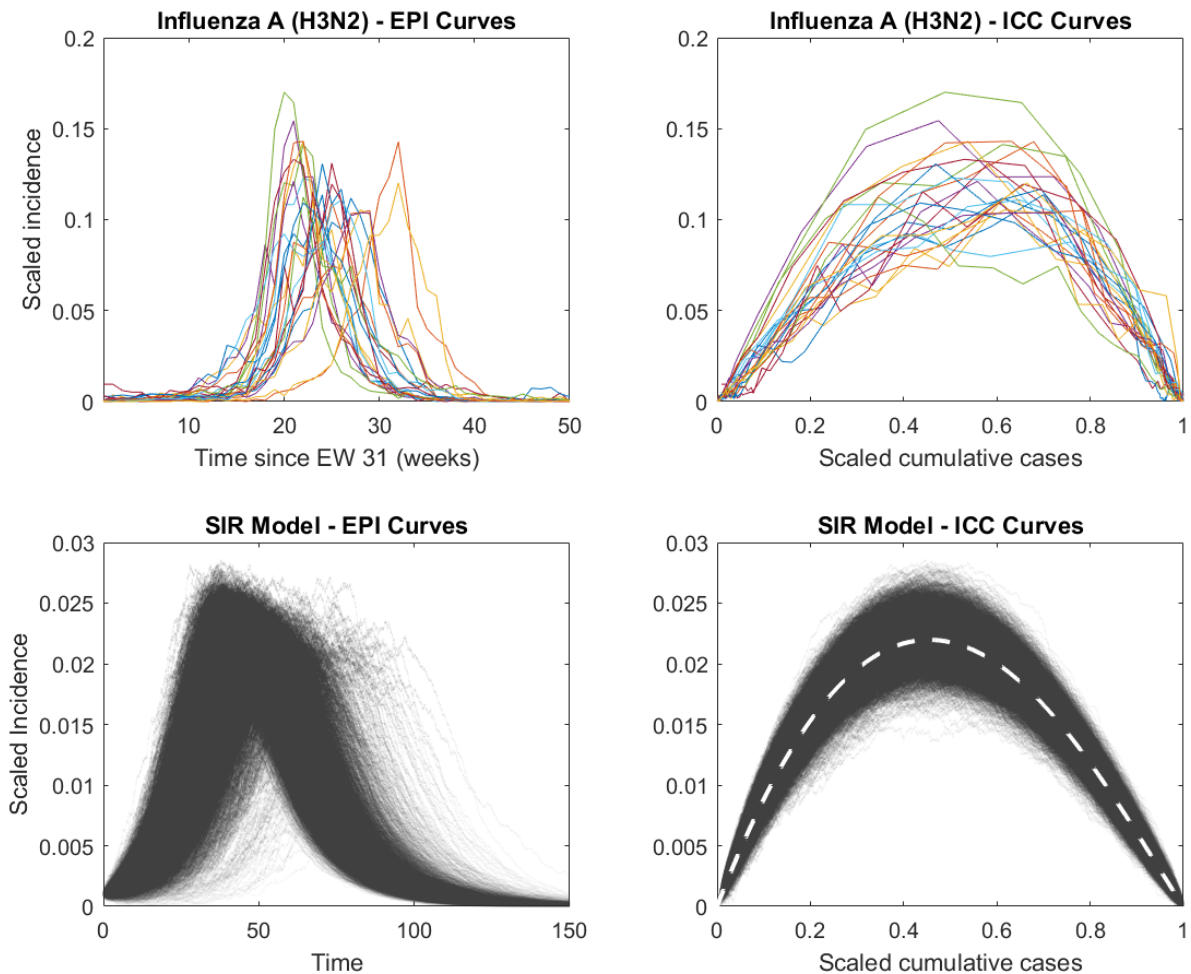 Influenza A (H3N2) - EPI Curves
0.2
0.15
0.1
0.05
0
Scaled incidence
10 20 30 40 50
Time since EW 31 (weeks)
Influenza A (H3N2) - ICC Curves
0.2
0.15
0.1
0.05
0
0 0.2 0.4 0.6 0.8 1
Scaled cumulative cases
SIR Model - EPI Curves
0.03
0.025
0.02
0.015
0.01
0.005
0
Scaled Incidence
0 50 100 150
Time
SIR Model - ICC Curves
0.03
0.025
0.02
0.015
0.01
0.005
0
0 0.2 0.4 0.6 0.8 1
Scaled cumulative cases